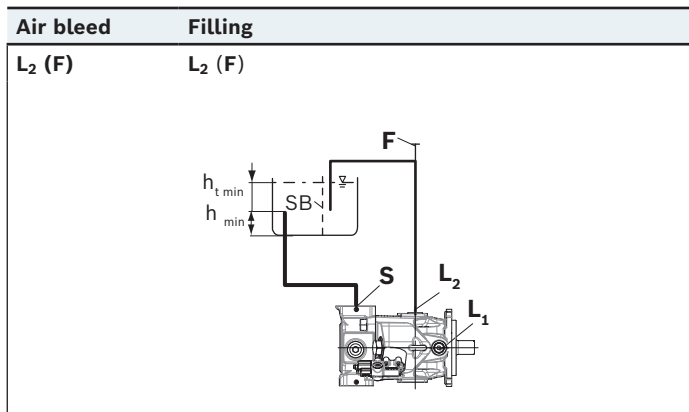 Air bleed Filling
L₂ (F) L₂ (F)
F
hₜ ₘᵢₙ
SB
h ₘᵢₙ
S
L₂
L₁